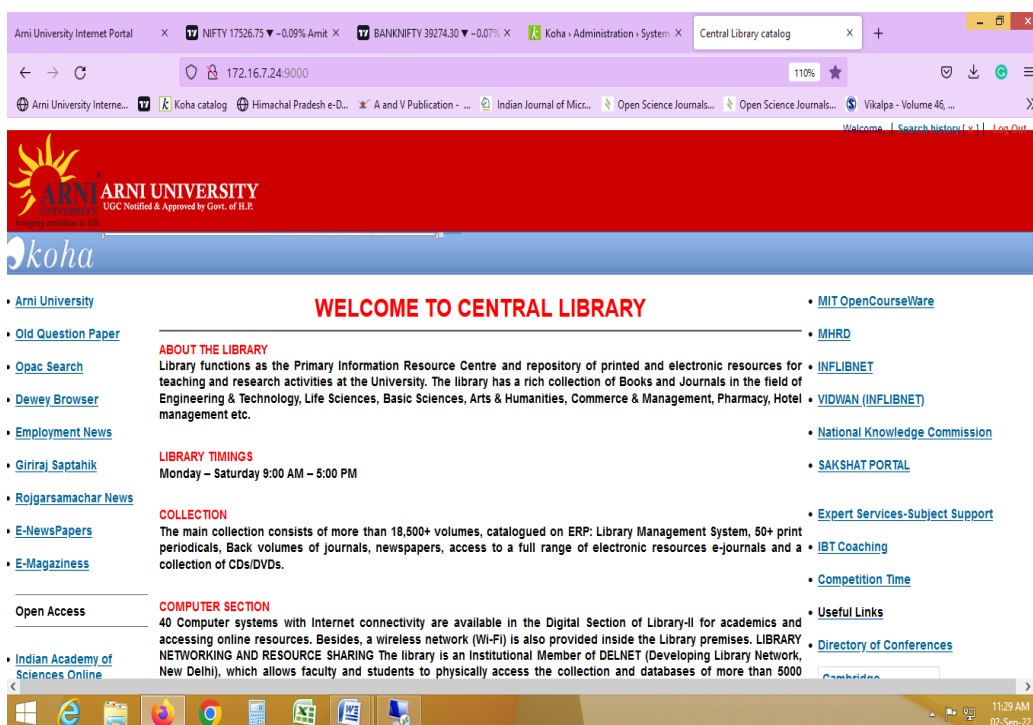 Arni University Internet Portal
NIFTY 17526.75 ▼ −0.09% Amit
BANKNIFTY 39274.30 ▼ −0.07%
Koha › Administration › System
Central Library catalog
172.16.7.24:9000
110%
Arni University Interne...
Koha catalog
Himachal Pradesh e-D...
A and V Publication - ...
Indian Journal of Micr...
Open Science Journals...
Open Science Journals...
Vikalpa - Volume 46, ...
Welcome, | Search history [ x ] | Log Out
ARNI
UNIVERSITY
ARNI UNIVERSITY
UGC Notified & Approved by Govt. of H.P.
koha
Arni University
Old Question Paper
Opac Search
Dewey Browser
Employment News
Giriraj Saptahik
Rojgarsamachar News
E-NewsPapers
E-Magaziness
Open Access
Indian Academy of
Sciences Online
WELCOME TO CENTRAL LIBRARY
ABOUT THE LIBRARY
Library functions as the Primary Information Resource Centre and repository of printed and electronic resources for
teaching and research activities at the University. The library has a rich collection of Books and Journals in the field of
Engineering & Technology, Life Sciences, Basic Sciences, Arts & Humanities, Commerce & Management, Pharmacy, Hotel
management etc.
LIBRARY TIMINGS
Monday – Saturday 9:00 AM – 5:00 PM
COLLECTION
The main collection consists of more than 18,500+ volumes, catalogued on ERP: Library Management System, 50+ print
periodicals, Back volumes of journals, newspapers, access to a full range of electronic resources e-journals and a
collection of CDs/DVDs.
COMPUTER SECTION
40 Computer systems with Internet connectivity are available in the Digital Section of Library-II for academics and
accessing online resources. Besides, a wireless network (Wi-Fi) is also provided inside the Library premises. LIBRARY
NETWORKING AND RESOURCE SHARING The library is an Institutional Member of DELNET (Developing Library Network,
New Delhi), which allows faculty and students to physically access the collection and databases of more than 5000
MIT OpenCourseWare
MHRD
INFLIBNET
VIDWAN (INFLIBNET)
National Knowledge Commission
SAKSHAT PORTAL
Expert Services-Subject Support
IBT Coaching
Competition Time
Useful Links
Directory of Conferences
Cambridge
11:29 AM